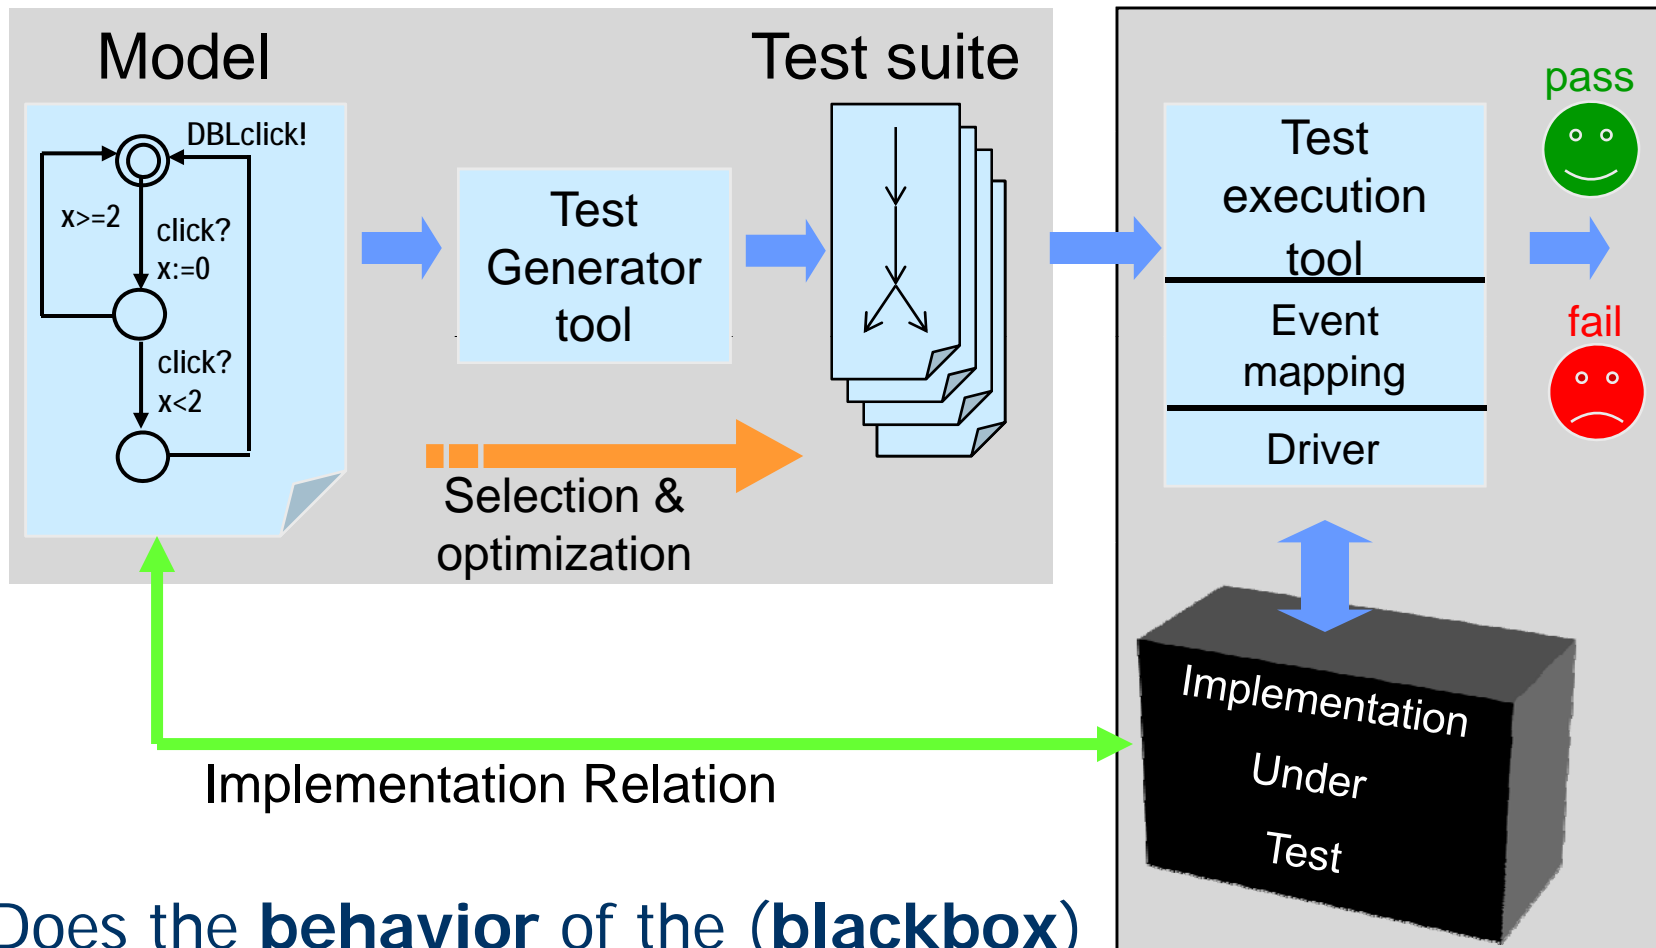 Model
DBLclick!
x>=2
click?
x:=0
click?
x<2
Test
Generator
tool
Selection &
optimization
Test suite
Test
execution
tool
Event
mapping
Driver
pass
fail
Implementation
Under
Test
Implementation Relation
Does the behavior of the (blackbox)